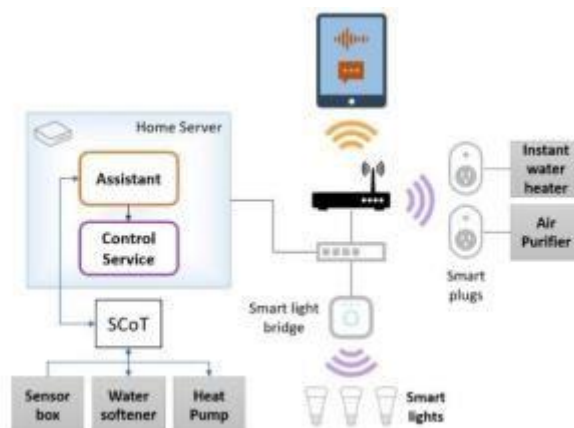 Home Server
Assistant
Control
Service
SCoT
Sensor
box
Water
softener
Heat
Pump
Smart light
bridge
Smart
lights
Instant
water
heater
Air
Purifier
Smart
plugs